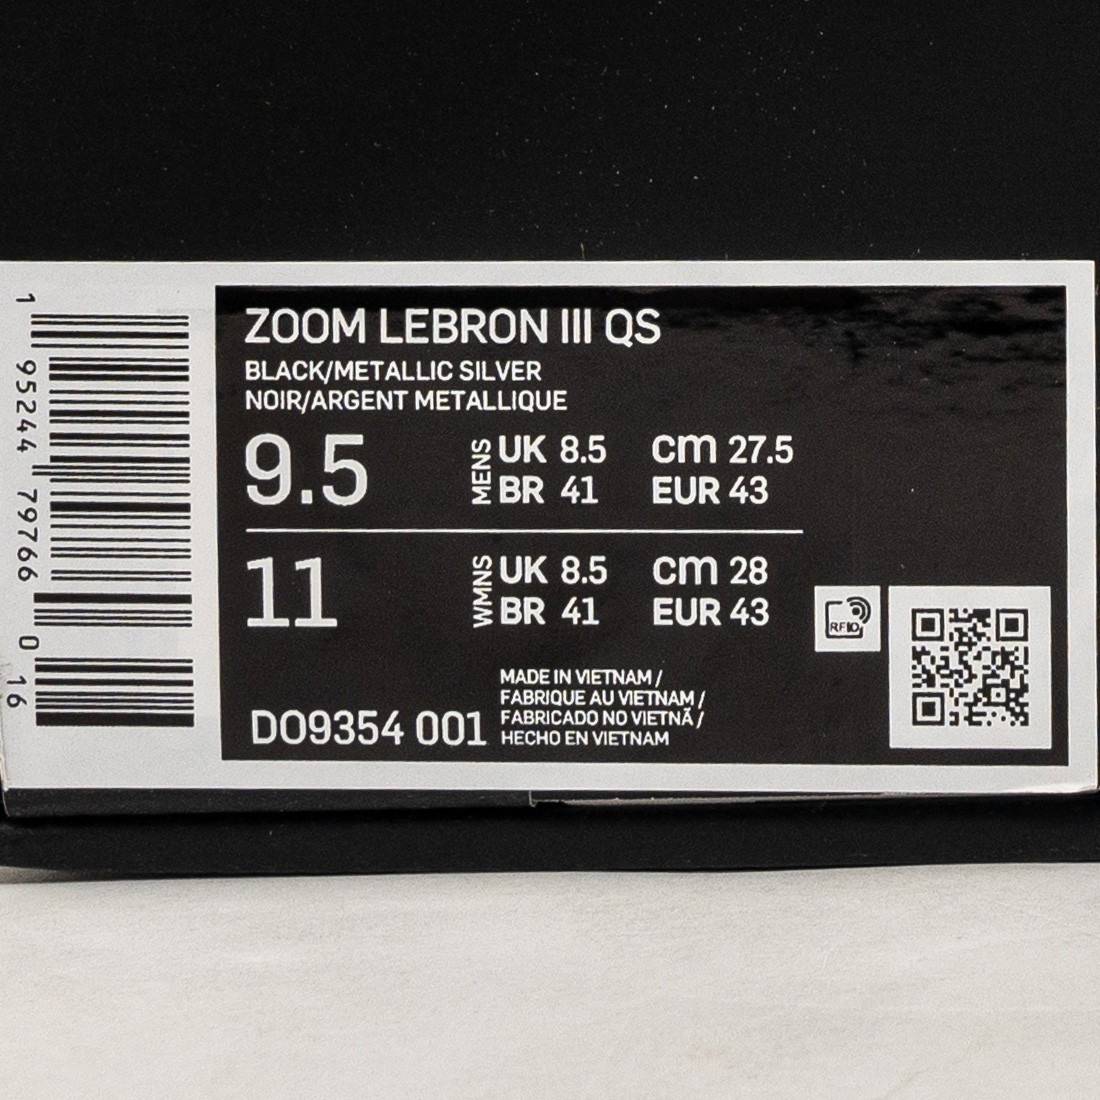 1 95244 79766 0 16
ZOOM LEBRON III QS
BLACK/METALLIC SILVER
NOIR/ARGENT METALLIQUE
9.5 MENS UK 8.5 cm 27.5
BR 41 EUR 43
11 WMNS UK 8.5 cm 28
BR 41 EUR 43
RFID
MADE IN VIETNAM /
FABRIQUE AU VIETNAM /
FABRICADO NO VIETNÃ /
HECHO EN VIETNAM
DO9354 001